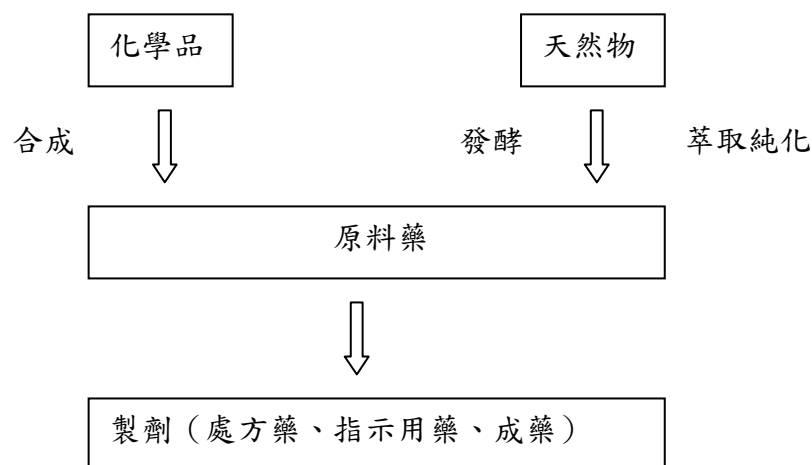 化學品
天然物
合成
發酵
萃取純化
原料藥
製劑（處方藥、指示用藥、成藥）